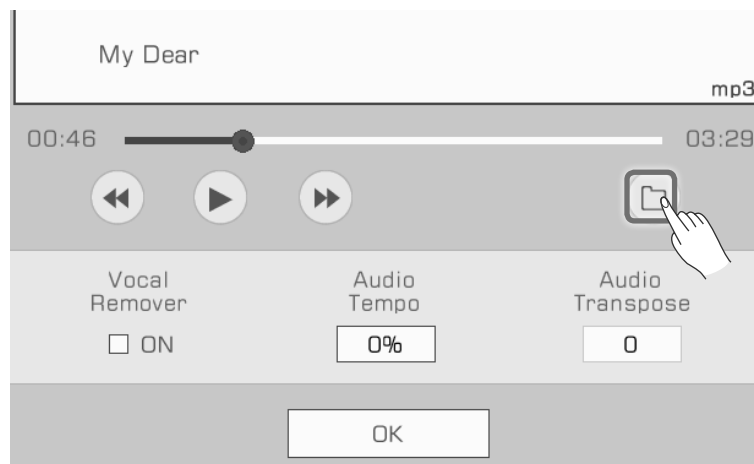 My Dear
mp3
00:46 03:29
Vocal Remover
Audio Tempo
Audio Transpose
ON
0%
0
OK